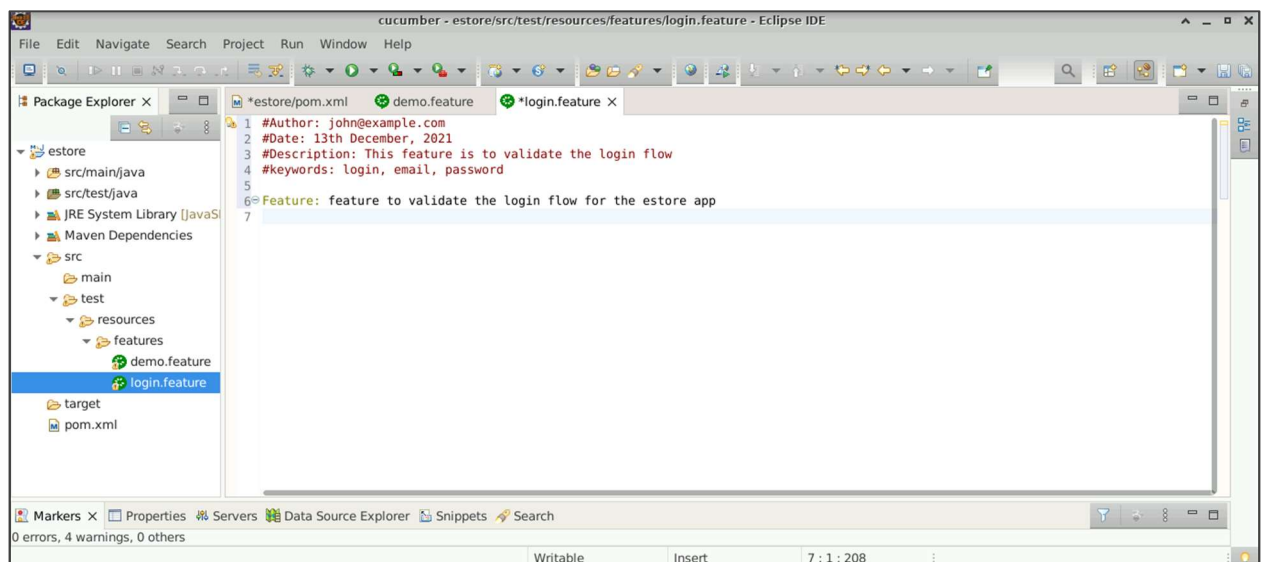 cucumber - estore/src/test/resources/features/login.feature - Eclipse IDE
File Edit Navigate Search Project Run Window Help
Package Explorer
estore
src/main/java
src/test/java
JRE System Library [JavaS
Maven Dependencies
src
main
test
resources
features
demo.feature
login.feature
target
pom.xml
*estore/pom.xml demo.feature *login.feature
1 #Author: john@example.com
2 #Date: 13th December, 2021
3 #Description: This feature is to validate the login flow
4 #keywords: login, email, password
5
6 Feature: feature to validate the login flow for the estore app
7
Markers Properties Servers Data Source Explorer Snippets Search
0 errors, 4 warnings, 0 others
Writable Insert 7 : 1 : 208